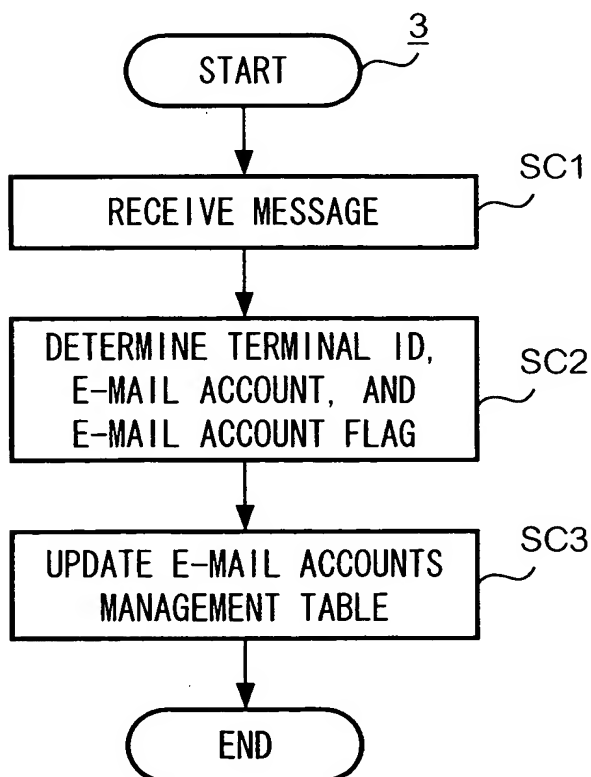 START
3
RECEIVE MESSAGE
SC1
DETERMINE TERMINAL ID,
E-MAIL ACCOUNT, AND
E-MAIL ACCOUNT FLAG
SC2
UPDATE E-MAIL ACCOUNTS
MANAGEMENT TABLE
SC3
END